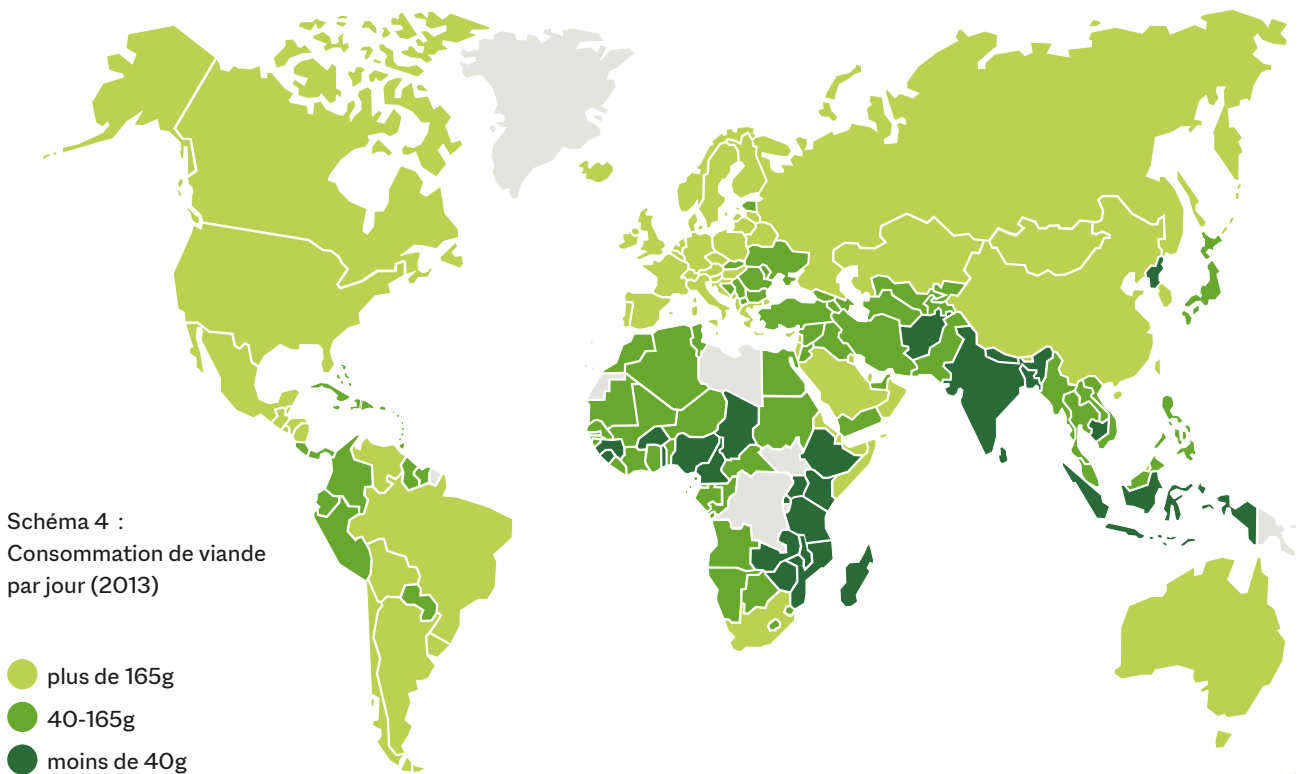 Schéma 4 :
Consommation de viande
par jour (2013)
plus de 165g
40-165g
moins de 40g